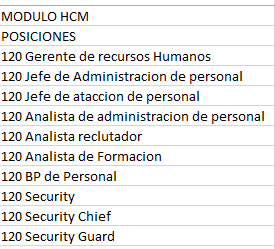 MODULO HCM
POSICIONES
120 Gerente de recursos Humanos
120 Jefe de Administracion de personal
120 Jefe de ataccion de personal
120 Analista de administracion de personal
120 Analista reclutador
120 Analista de Formacion
120 BP de Personal
120 Security
120 Security Chief
120 Security Guard